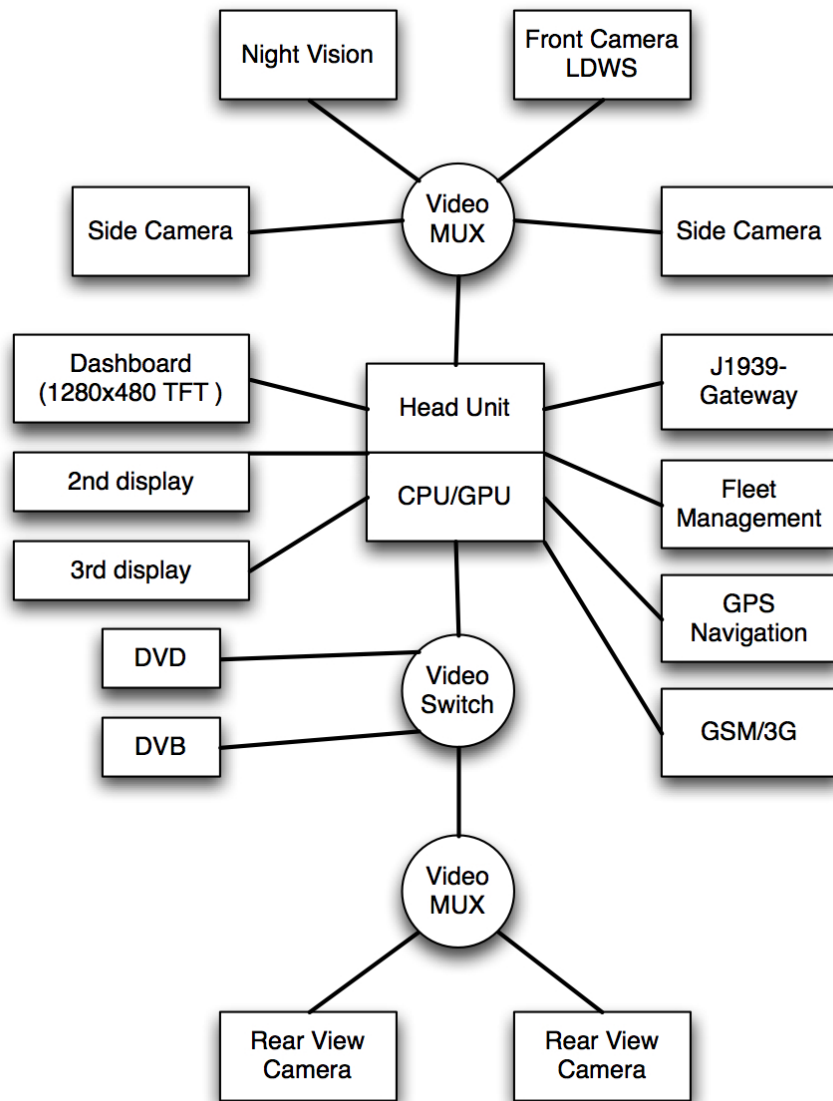 Night Vision
Front Camera
LDWS
Video
MUX
Side Camera
Side Camera
Dashboard
(1280x480 TFT )
Head Unit
J1939-
Gateway
2nd display
CPU/GPU
Fleet
Management
3rd display
GPS
Navigation
DVD
Video
Switch
DVB
GSM/3G
Video
MUX
Rear View
Camera
Rear View
Camera